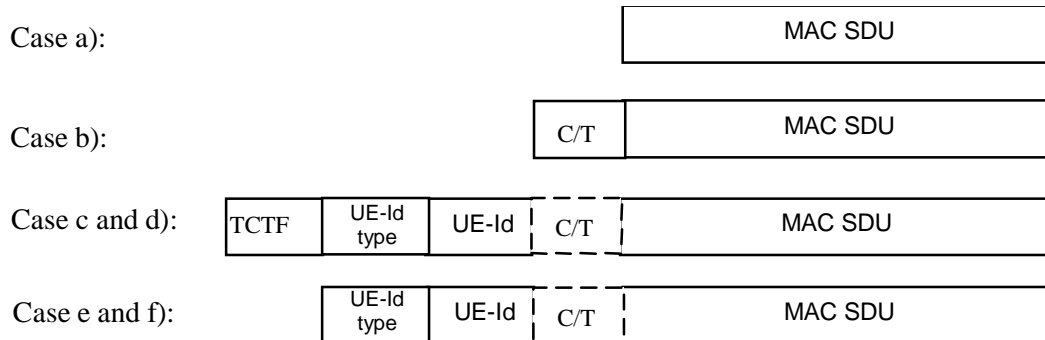 Case a): MAC SDU
Case b): C/T MAC SDU
Case c and d): TCTF UE-Id type UE-Id C/T MAC SDU
Case e and f): UE-Id type UE-Id C/T MAC SDU